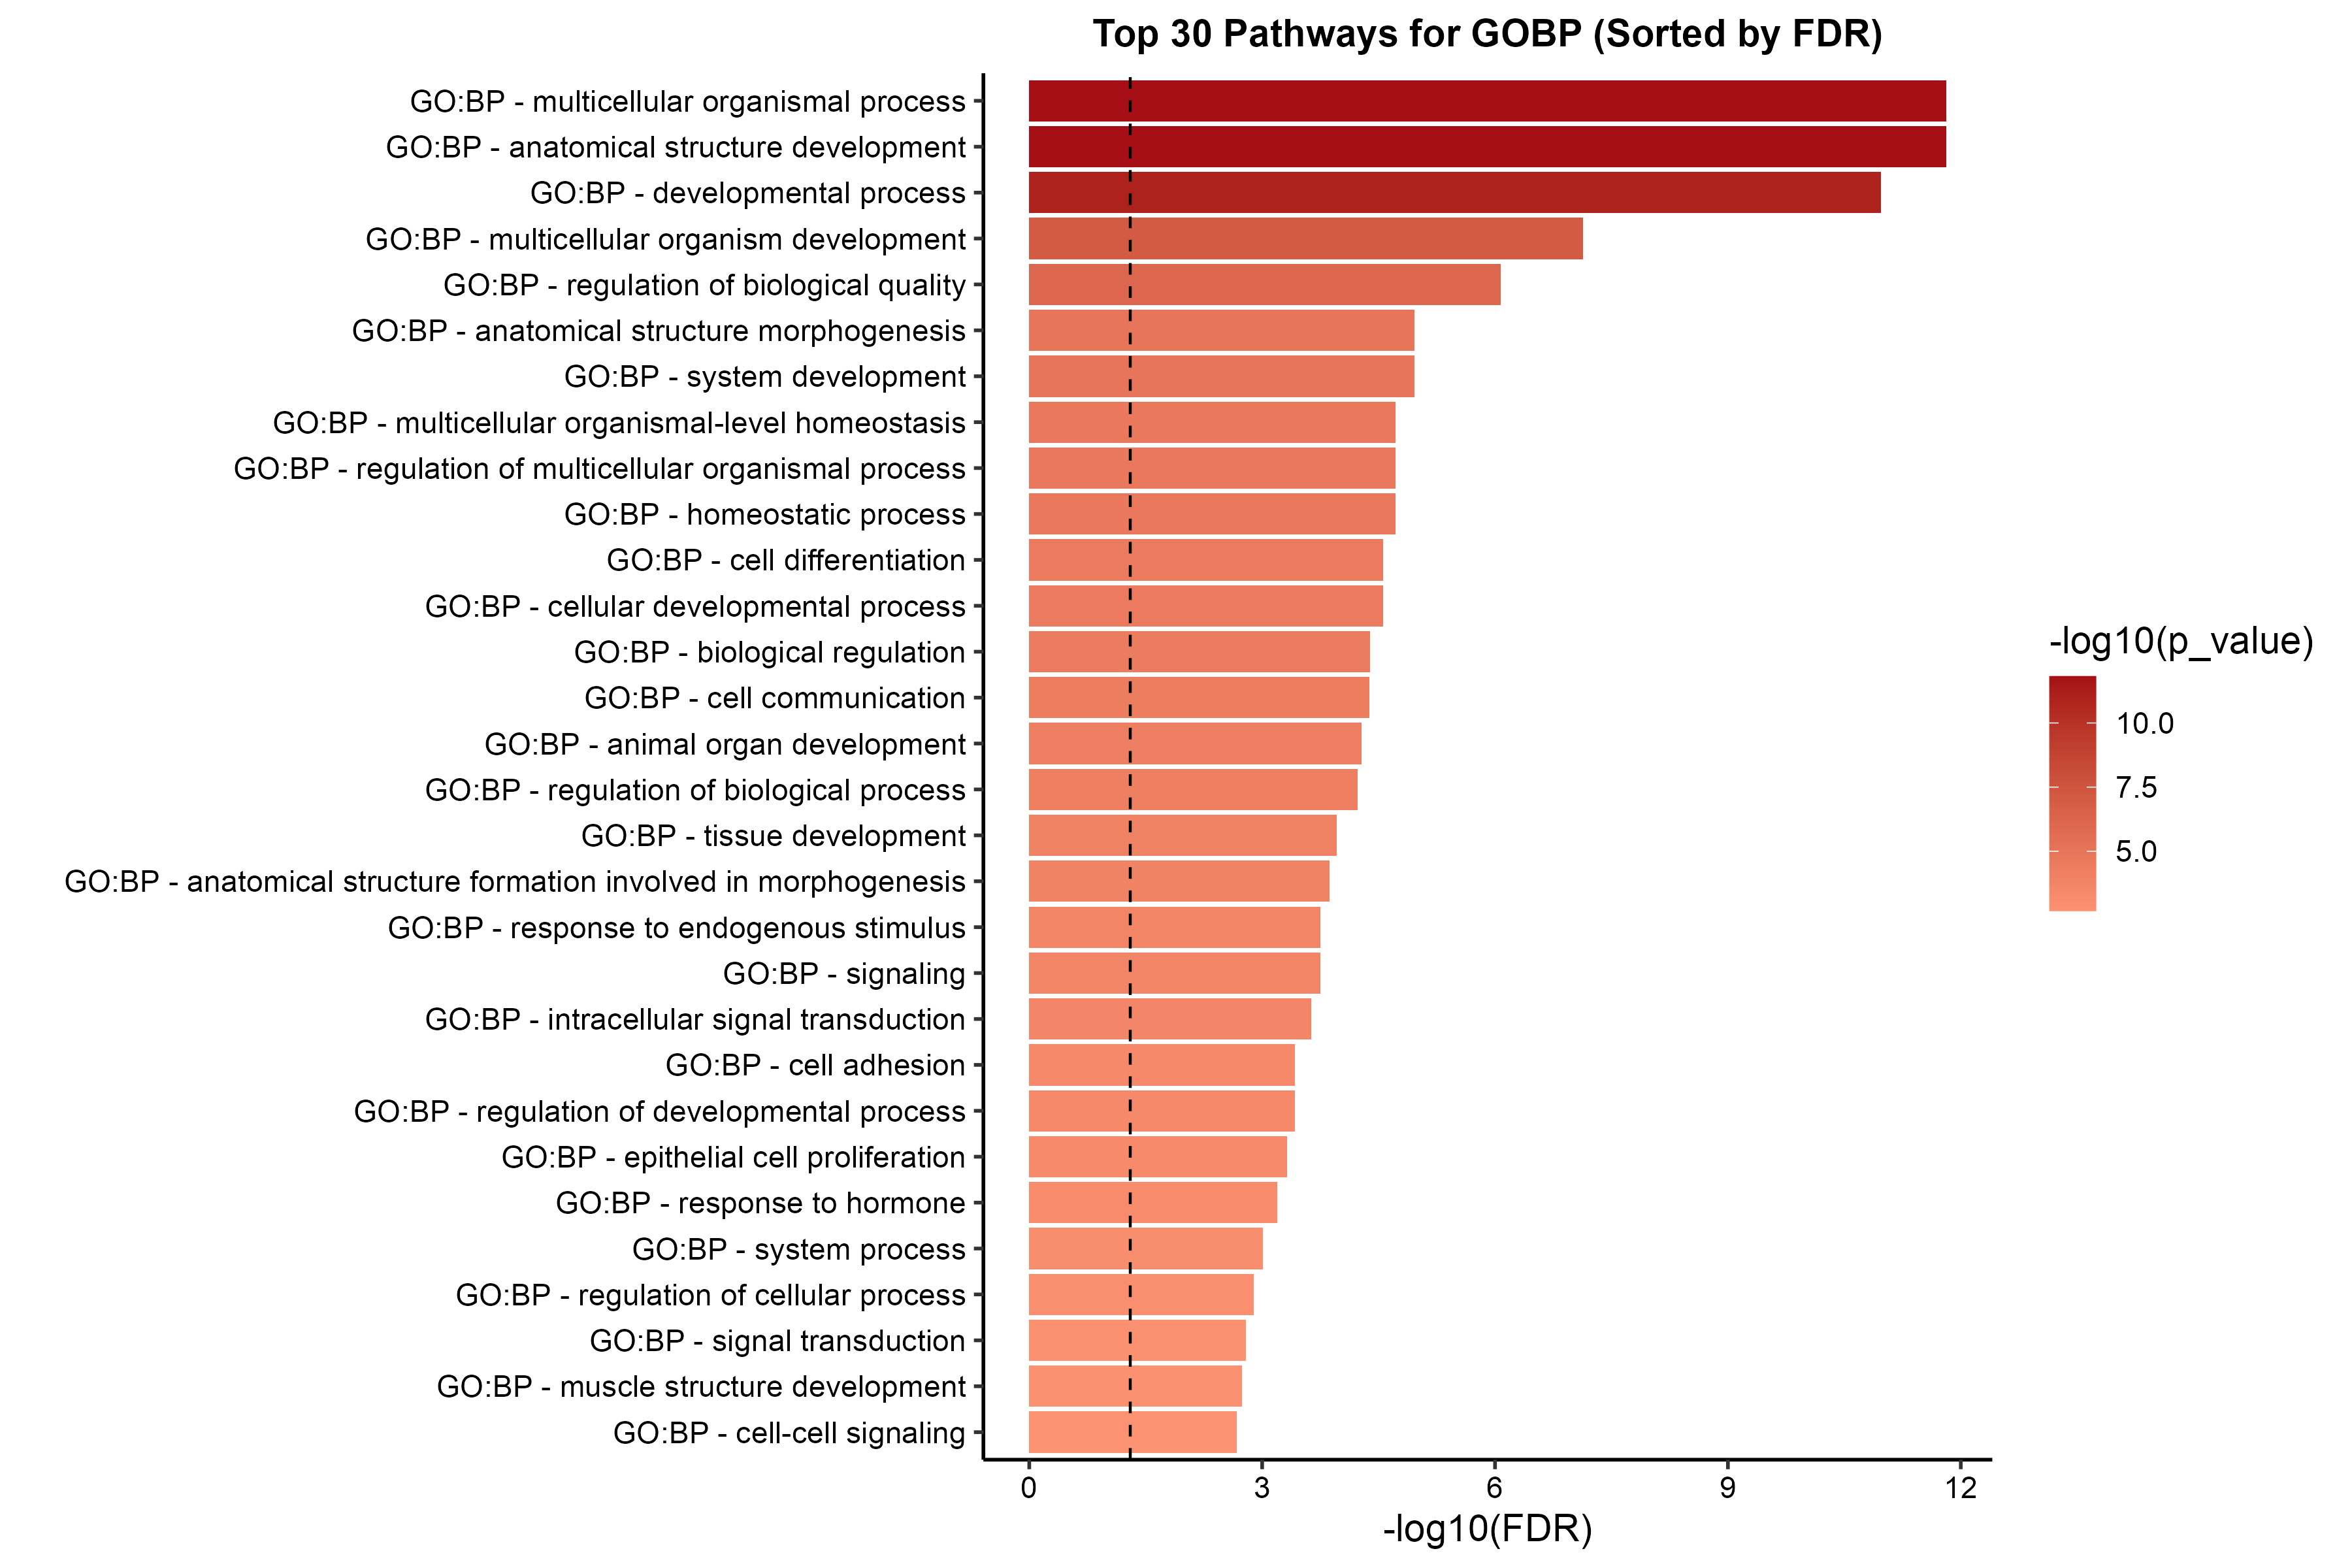 Top 30 Pathways for GOBP (Sorted by FDR)
GO:BP - multicellular organismal process
GO:BP - anatomical structure development
GO:BP - developmental process
GO:BP - multicellular organism development
GO:BP - regulation of biological quality
GO:BP - anatomical structure morphogenesis
GO:BP - system development
GO:BP - multicellular organismal-level homeostasis
GO:BP - regulation of multicellular organismal process
GO:BP - homeostatic process
GO:BP - cell differentiation
GO:BP - cellular developmental process
GO:BP - biological regulation
GO:BP - cell communication
GO:BP - animal organ development
GO:BP - regulation of biological process
GO:BP - tissue development
GO:BP - anatomical structure formation involved in morphogenesis
GO:BP - response to endogenous stimulus
GO:BP - signaling
GO:BP - intracellular signal transduction
GO:BP - cell adhesion
GO:BP - regulation of developmental process
GO:BP - epithelial cell proliferation
GO:BP - response to hormone
GO:BP - system process
GO:BP - regulation of cellular process
GO:BP - signal transduction
GO:BP - muscle structure development
GO:BP - cell-cell signaling
0 3 6 9 12
-log10(FDR)
-log10(p_value)
10.0
7.5
5.0